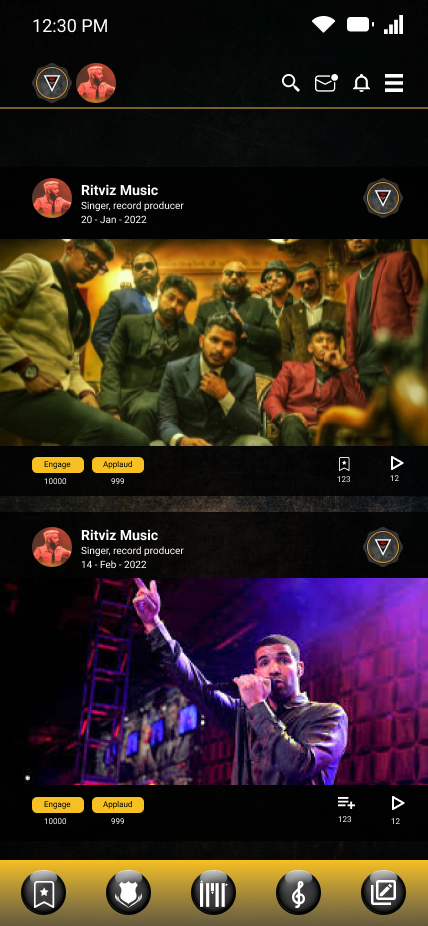 12:30 PM
Ritviz Music
Singer, record producer
20 - Jan - 2022
Engage
Applaud
10000
999
123
12
Ritviz Music
Singer, record producer
14 - Feb - 2022
Engage
Applaud
10000
999
123
12